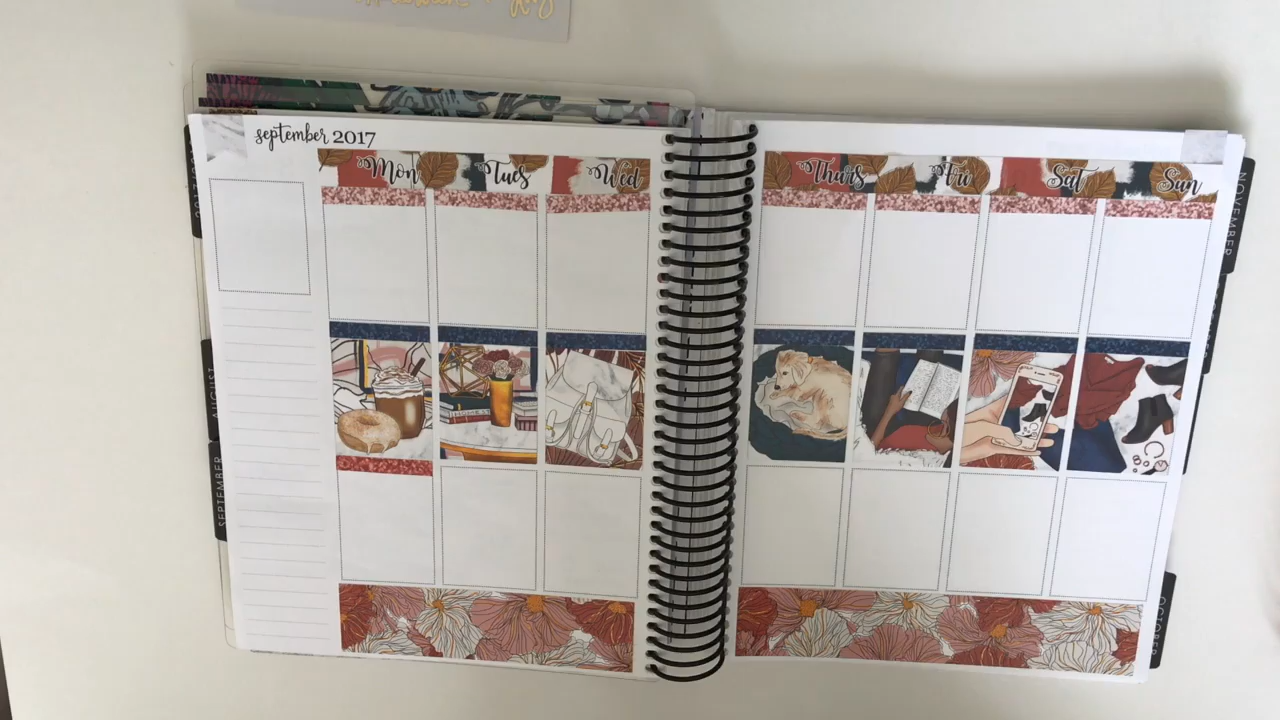 september 2017
Mon Tues Wed Thurs Fri Sat Sun
NOVEMBER
AUGUST
SEPTEMBER
OCTOBER